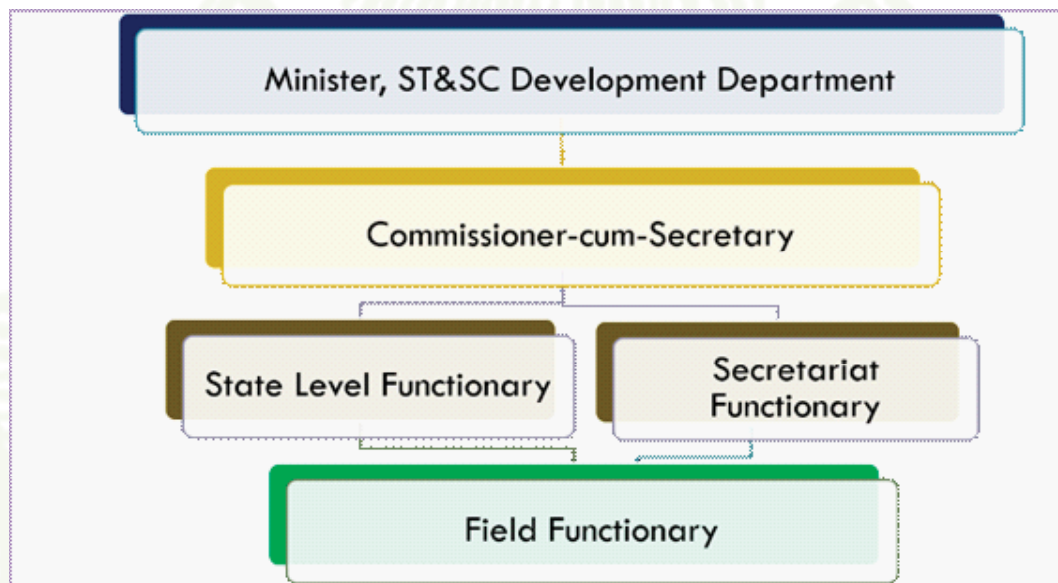 Minister, ST&SC Development Department
Commissioner-cum-Secretary
State Level Functionary
Secretariat
Functionary
Field Functionary